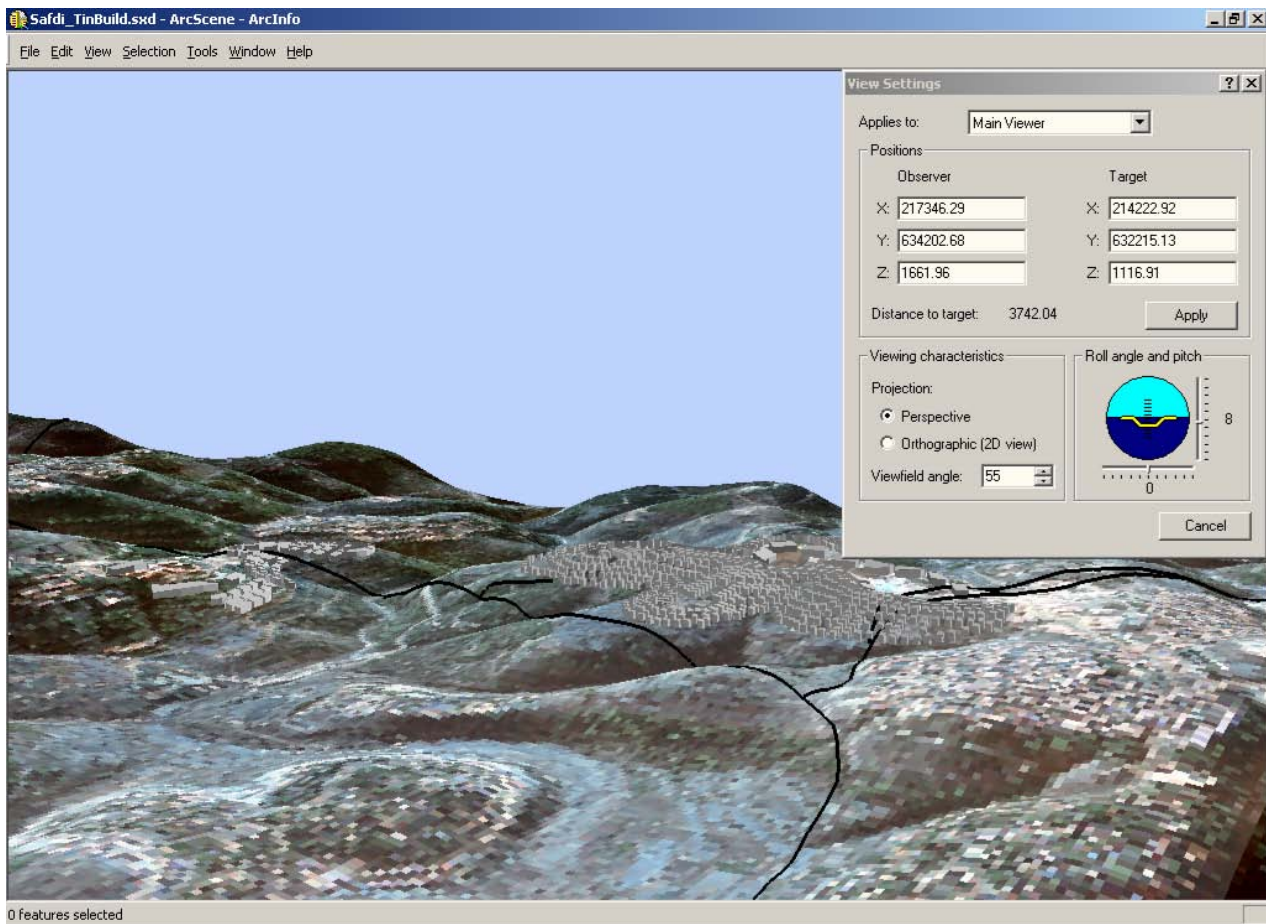 Safdi_TinBuild.sxd - ArcScene - ArcInfo
File Edit View Selection Tools Window Help
View Settings
Applies to: Main Viewer
Positions
Observer Target
X: 217346.29 X: 214222.92
Y: 634202.68 Y: 632215.13
Z: 1661.96 Z: 1116.91
Distance to target: 3742.04 Apply
Viewing characteristics Roll angle and pitch
Projection:
Perspective
8
Orthographic (2D view)
Viewfield angle: 55
0
Cancel
0 features selected